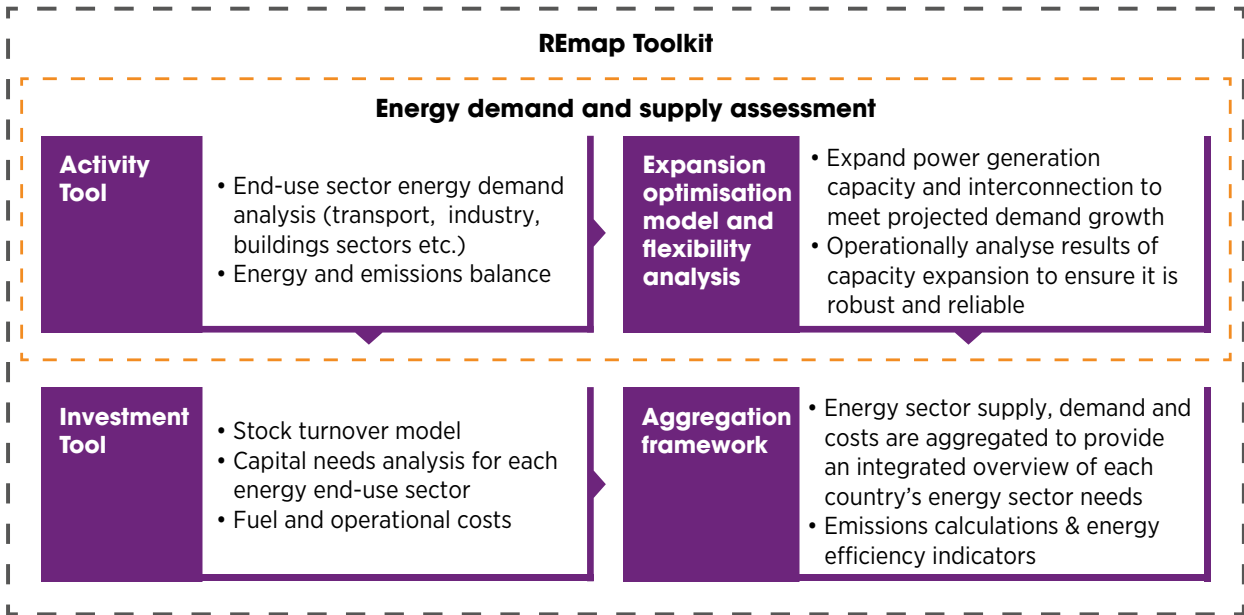 REmap Toolkit
Energy demand and supply assessment
Activity
Tool
• End-use sector energy demand
analysis (transport, industry,
buildings sectors etc.)
• Energy and emissions balance
Expansion
optimisation
model and
flexibility
analysis
• Expand power generation
capacity and interconnection to
meet projected demand growth
• Operationally analyse results of
capacity expansion to ensure it is
robust and reliable
Investment
Tool
• Stock turnover model
• Capital needs analysis for each
energy end-use sector
• Fuel and operational costs
Aggregation
framework
• Energy sector supply, demand and
costs are aggregated to provide
an integrated overview of each
country’s energy sector needs
• Emissions calculations & energy
efficiency indicators